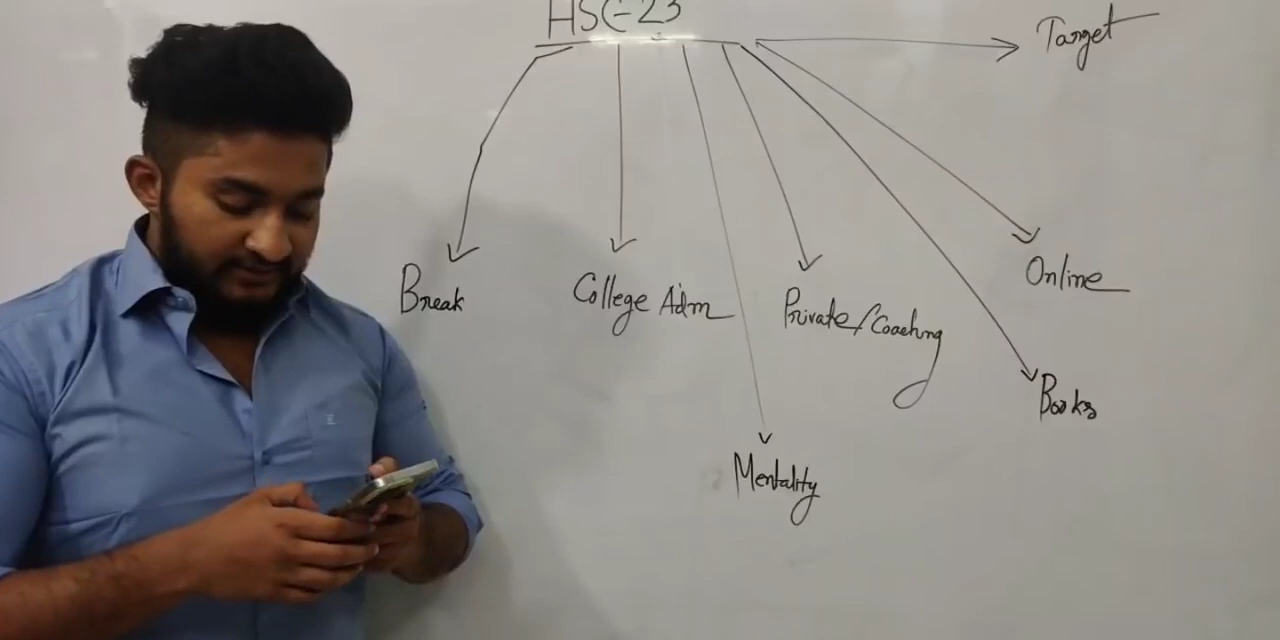 HSC-23
Target
Break
College Adm
Private/Coaching
Online
Books
Mentality